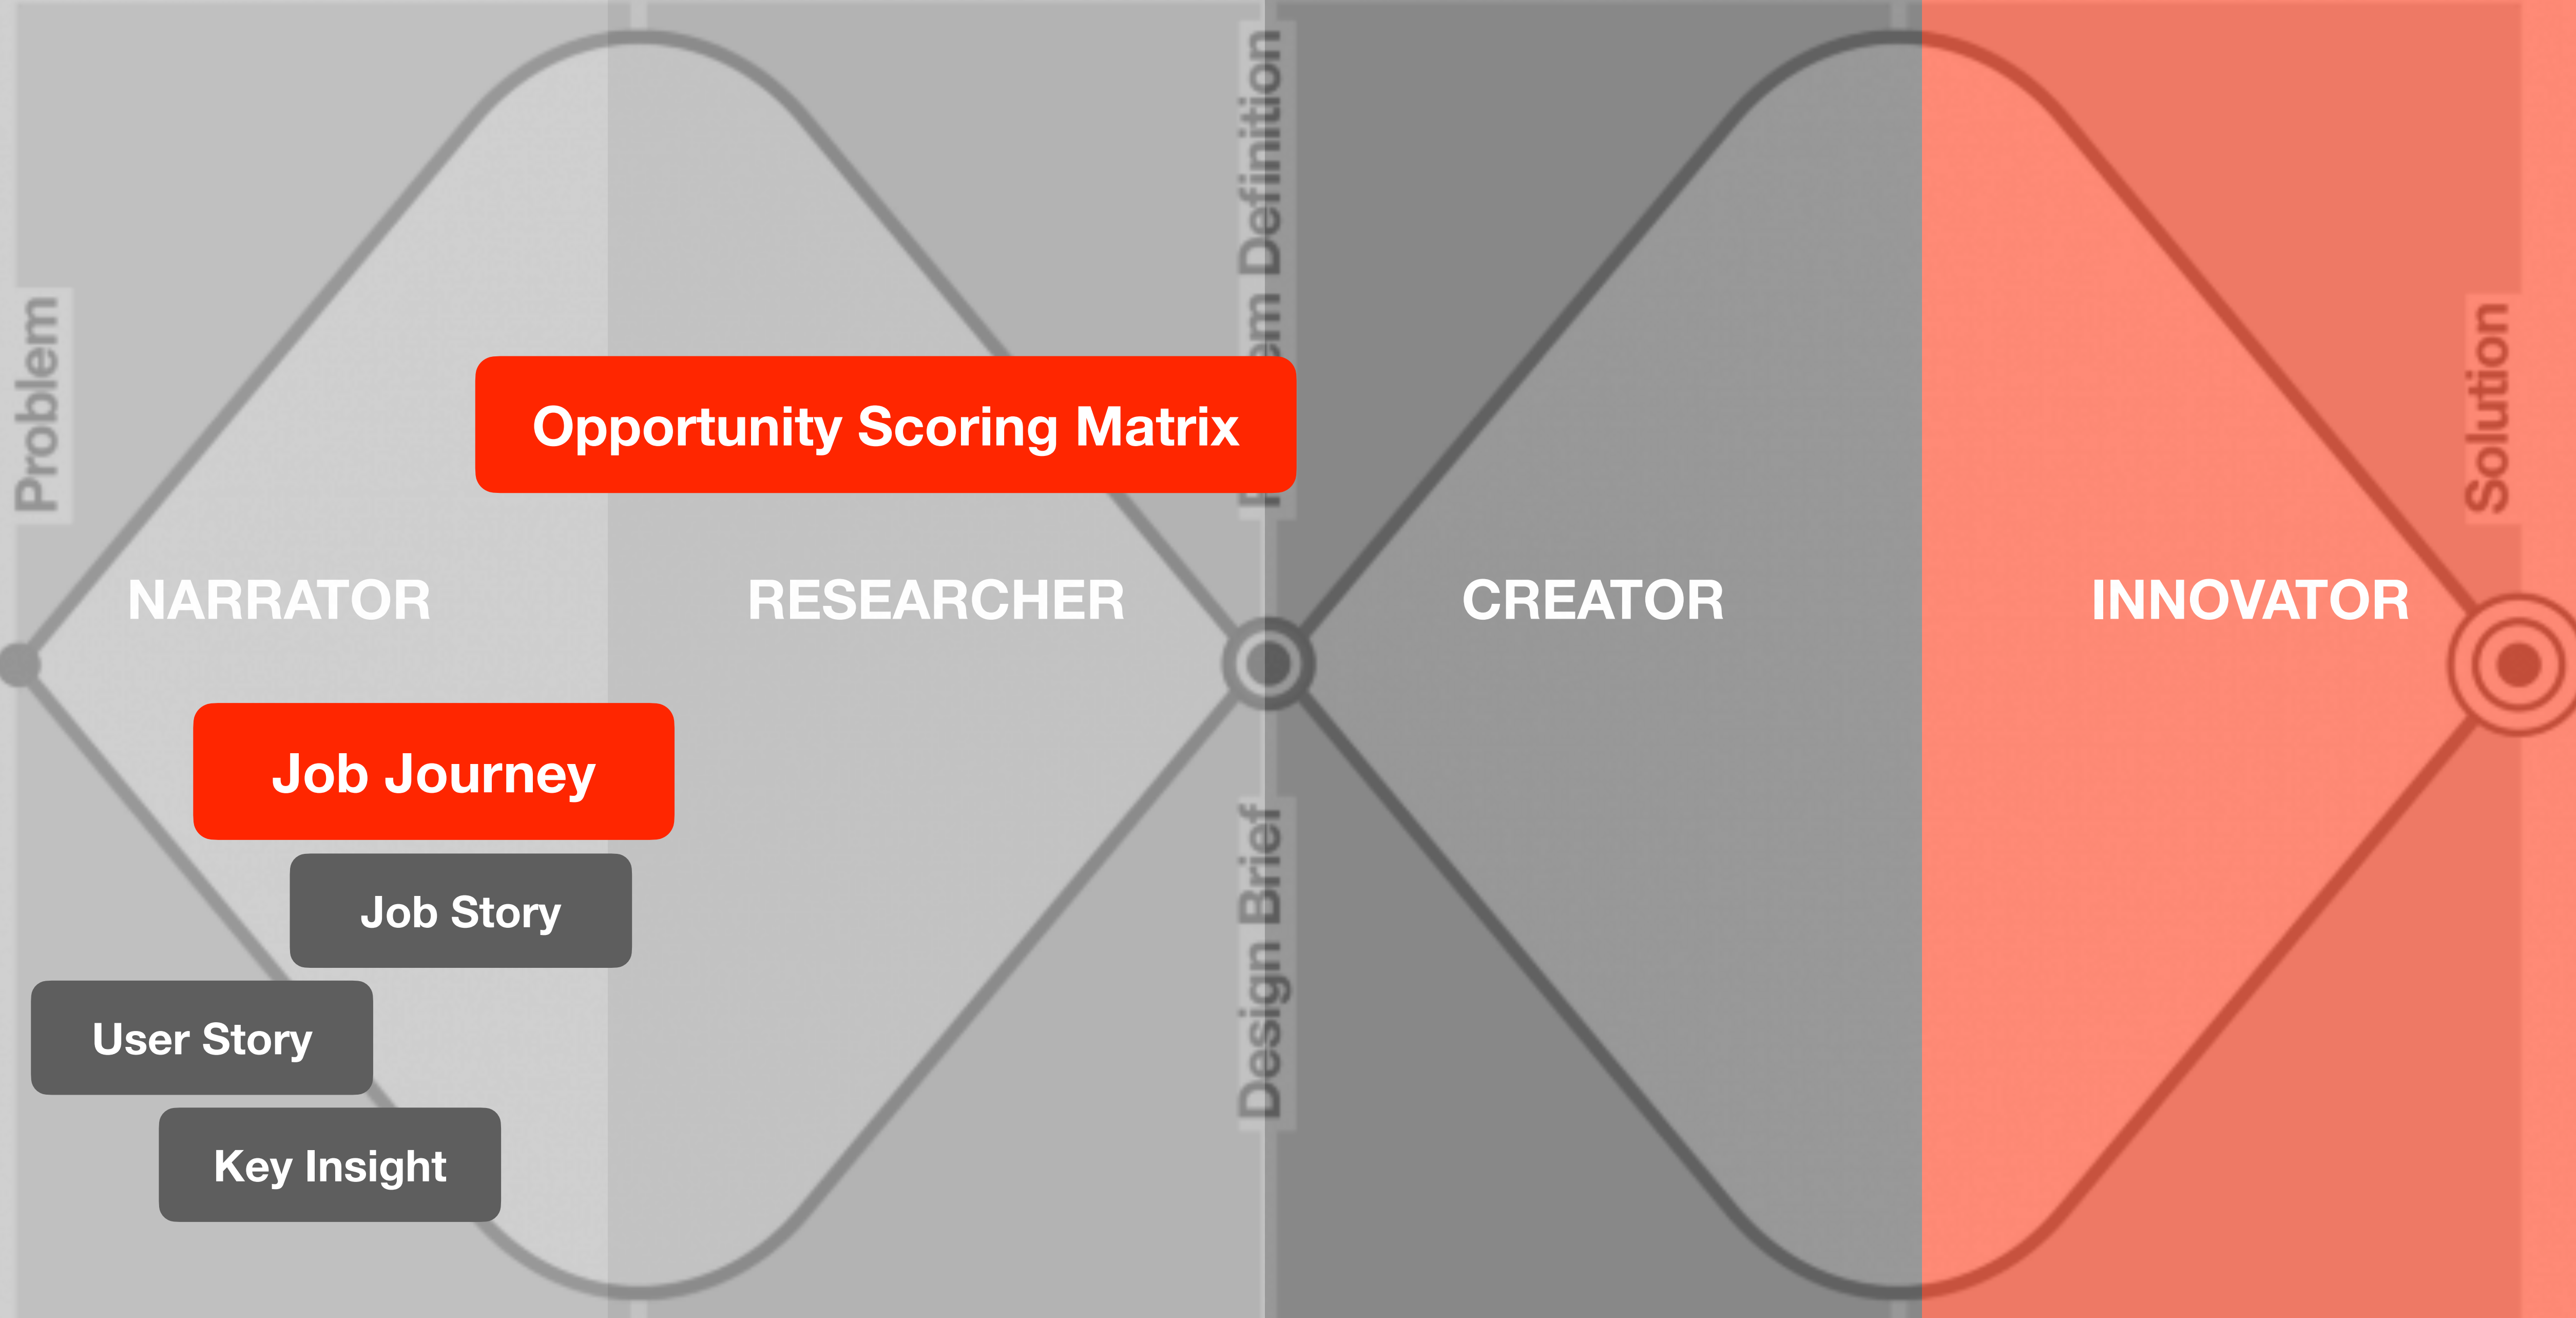 Problem
Definition
Solution
Opportunity Scoring Matrix
NARRATOR
RESEARCHER
CREATOR
INNOVATOR
Job Journey
Job Story
Design Brief
User Story
Key Insight